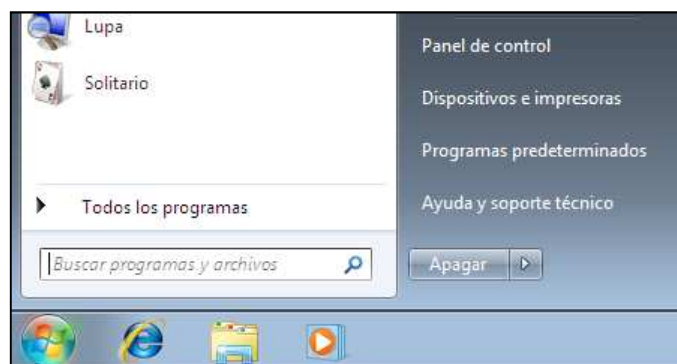 Lupa
Solitario
Todos los programas
Buscar programas y archivos
Panel de control
Dispositivos e impresoras
Programas predeterminados
Ayuda y soporte técnico
Apagar